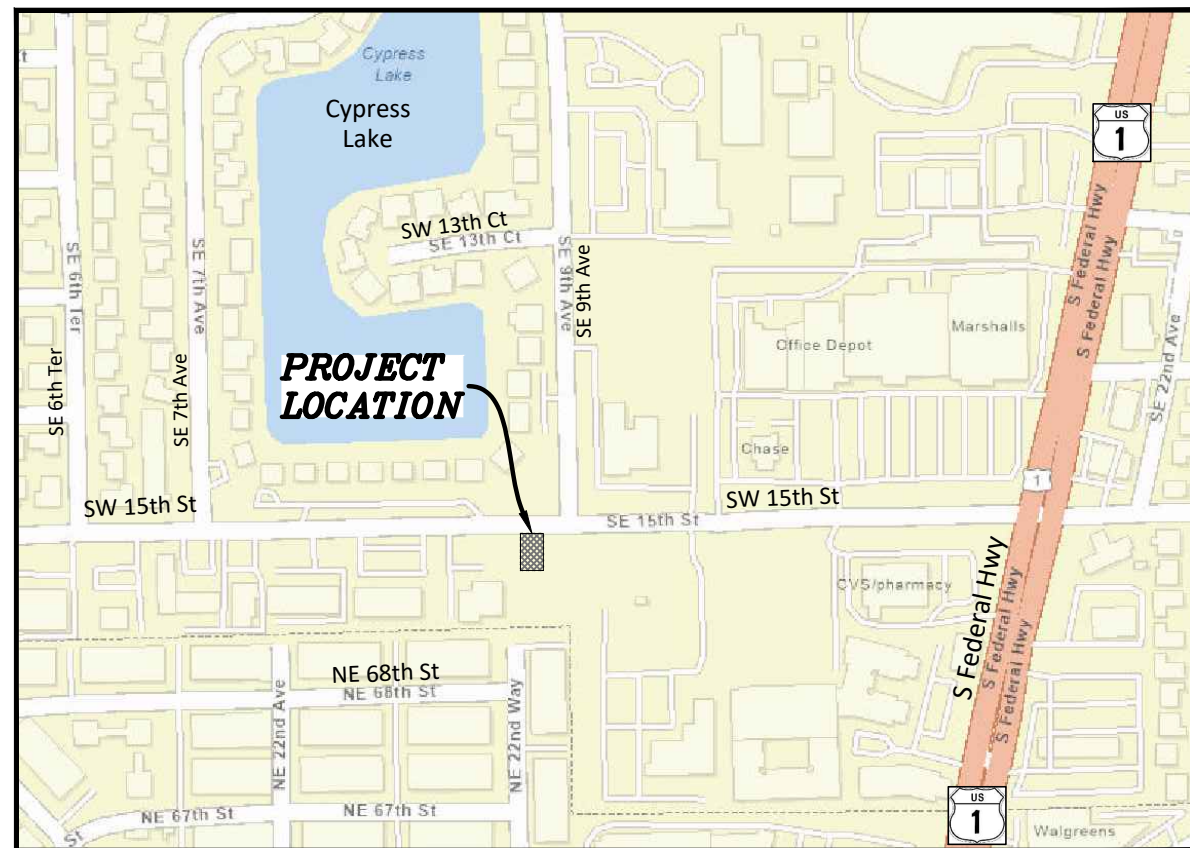 Cypress
Lake
Cypress
Lake
US
1
SW 13th Ct
SE 13th Ct
SE 6th Ter
SE 7th Ave
SE 9th Ave
SE 9th Ave
S Federal Hwy
S Federal Hwy
SE 6th Ter
SE 7th Ave
PROJECT
LOCATION
Office Depot
Marshalls
SE 22nd Ave
Chase
1
SW 15th St
SW 15th St
SE 15th St
CVS/pharmacy
S Federal Hwy
S Federal Hwy
S Federal Hwy
NE 68th St
NE 68th St
NE 22nd Ave
NE 22nd Way
NE 67th St
NE 67th St
St
US
1
Walgreens